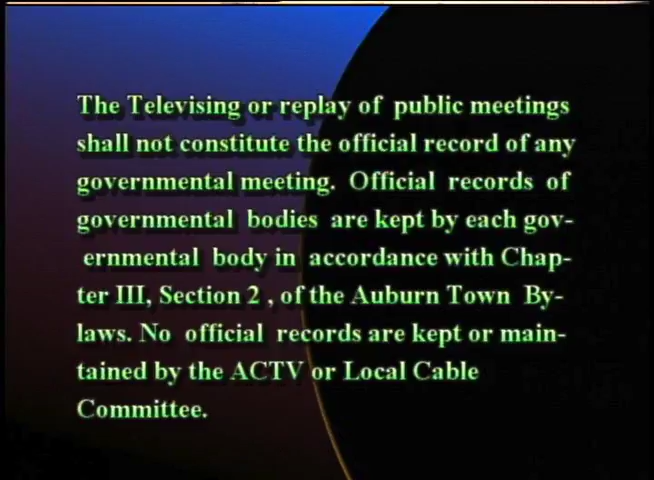 The Televising or replay of public meetings
shall not constitute the official record of any
governmental meeting. Official records of
governmental bodies are kept by each gov-
ernmental body in accordance with Chap-
ter III, Section 2 , of the Auburn Town By-
laws. No official records are kept or main-
tained by the ACTV or Local Cable
Committee.